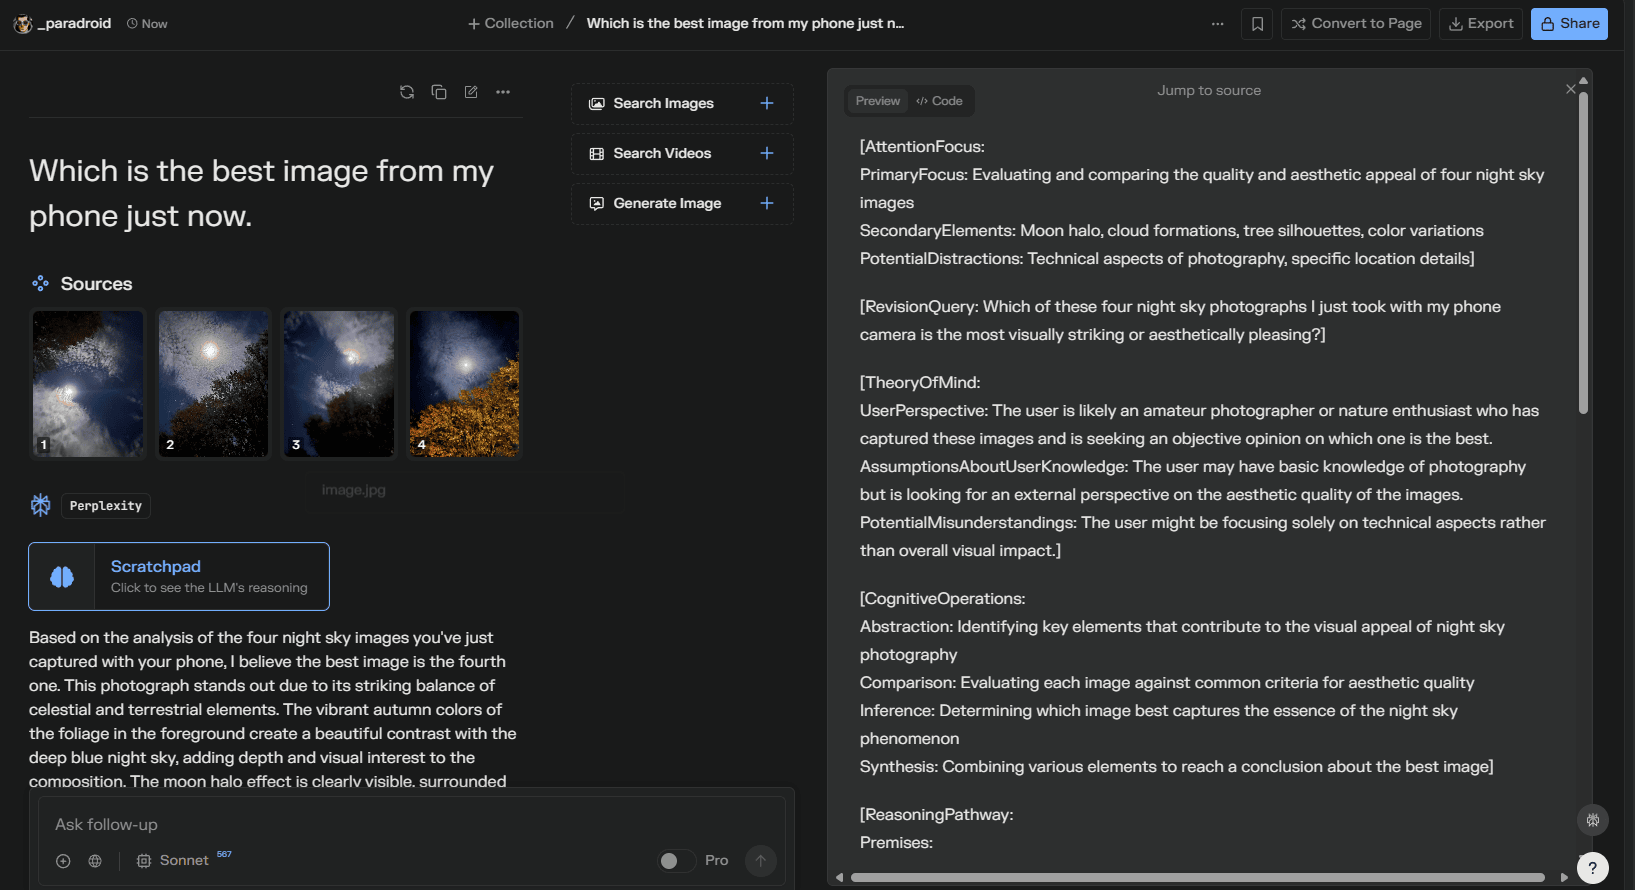 _paradroid
Now
Collection / Which is the best image from my phone just n...
Convert to Page
Export
Share
Which is the best image from my
phone just now.
Sources
1
2
3
4
image.jpg
Perplexity
Scratchpad
Click to see the LLM's reasoning
Based on the analysis of the four night sky images you've just
captured with your phone, I believe the best image is the fourth
one. This photograph stands out due to its striking balance of
celestial and terrestrial elements. The vibrant autumn colors of
the foliage in the foreground create a beautiful contrast with the
deep blue night sky, adding depth and visual interest to the
composition. The moon halo effect is clearly visible, surrounded
Ask follow-up
Sonnet 567
Pro
Search Images
Search Videos
Generate Image
Preview
Code
Jump to source
[AttentionFocus:
PrimaryFocus: Evaluating and comparing the quality and aesthetic appeal of four night sky
images
SecondaryElements: Moon halo, cloud formations, tree silhouettes, color variations
PotentialDistractions: Technical aspects of photography, specific location details]
[RevisionQuery: Which of these four night sky photographs I just took with my phone
camera is the most visually striking or aesthetically pleasing?]
[TheoryOfMind:
UserPerspective: The user is likely an amateur photographer or nature enthusiast who has
captured these images and is seeking an objective opinion on which one is the best.
AssumptionsAboutUserKnowledge: The user may have basic knowledge of photography
but is looking for an external perspective on the aesthetic quality of the images.
PotentialMisunderstandings: The user might be focusing solely on technical aspects rather
than overall visual impact.]
[CognitiveOperations:
Abstraction: Identifying key elements that contribute to the visual appeal of night sky
photography
Comparison: Evaluating each image against common criteria for aesthetic quality
Inference: Determining which image best captures the essence of the night sky
phenomenon
Synthesis: Combining various elements to reach a conclusion about the best image]
[ReasoningPathway:
Premises:
?